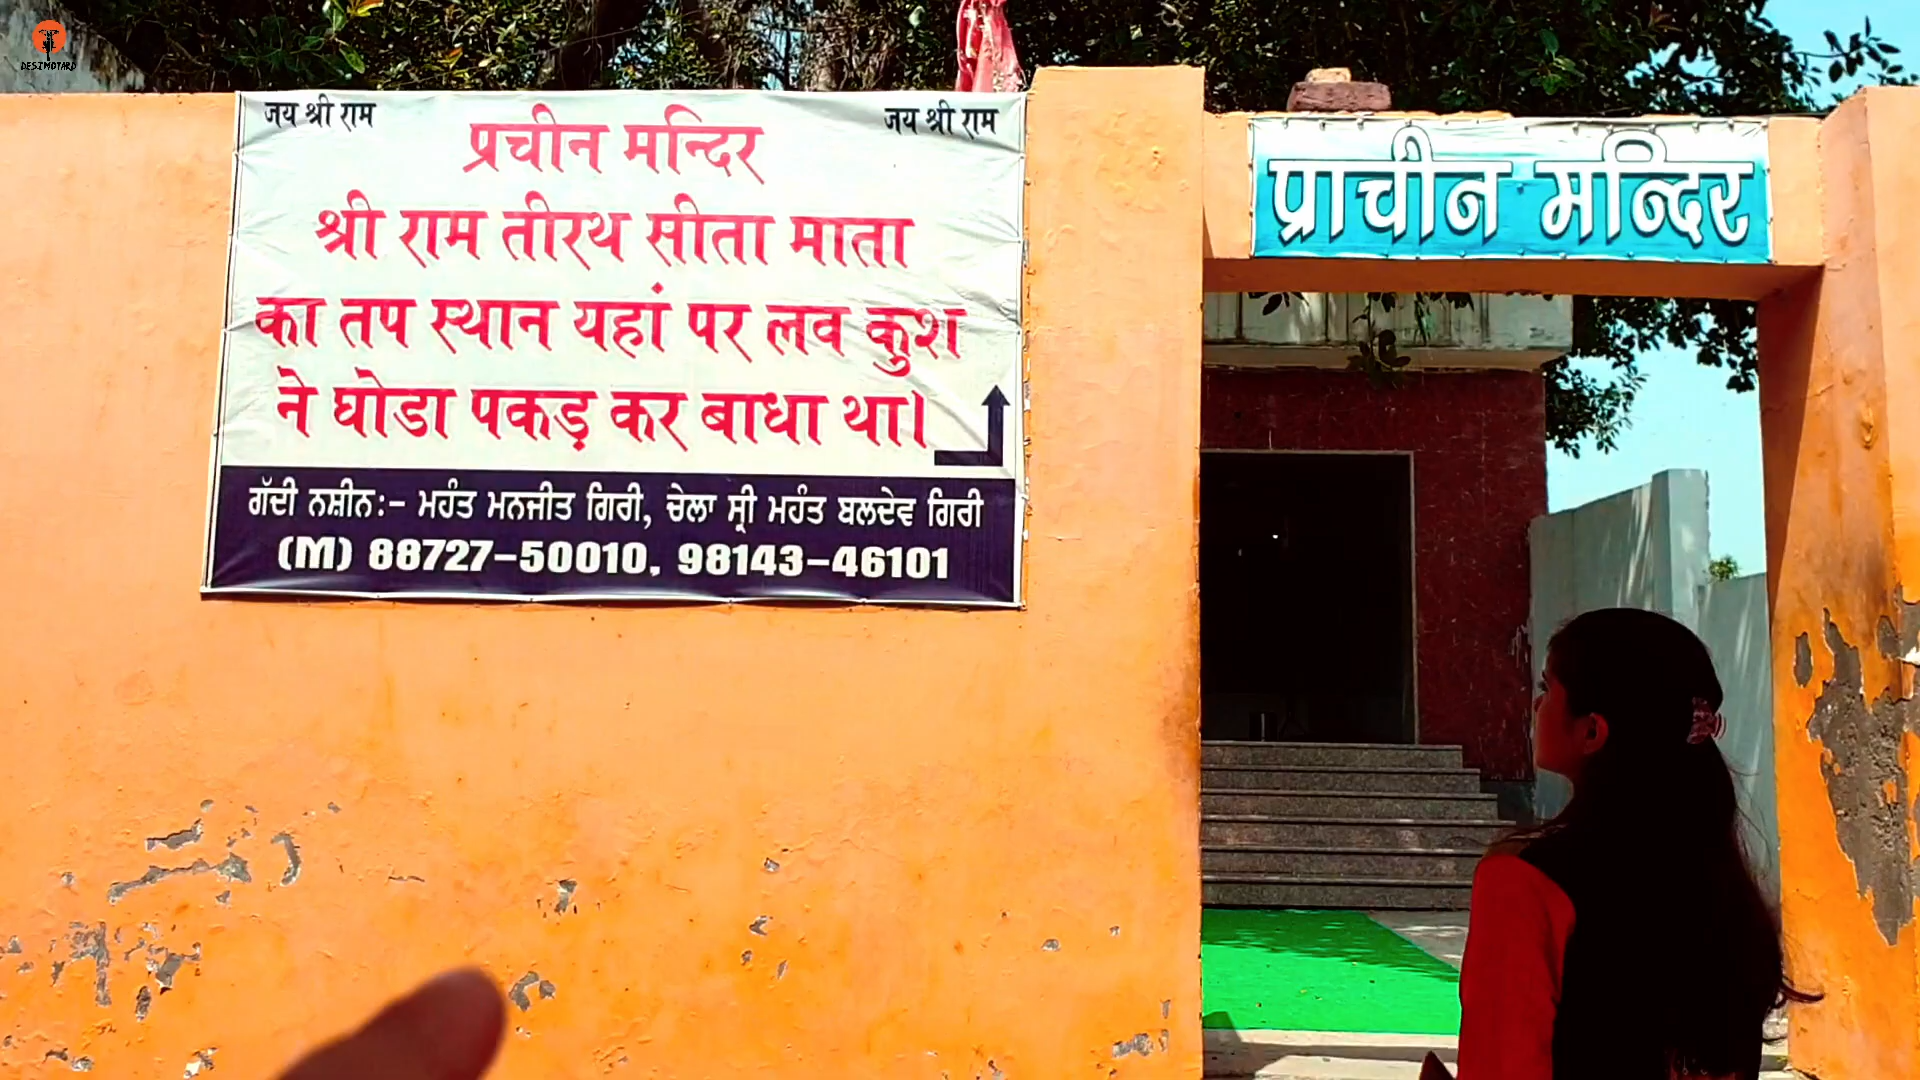 DESIMOTARD
जय श्री राम
जय श्री राम
प्रचीन मन्दिर
श्री राम तीरथ सीता माता
का तप स्थान यहां पर लव कुश
ने घोडा पकड़ कर बाधा था।
ਗੱਦੀ ਨਸ਼ੀਨ:- ਮਹੰਤ ਮਨਜੀਤ ਗਿਰੀ, ਚੇਲਾ ਸ੍ਰੀ ਮਹੰਤ ਬਲਦੇਵ ਗਿਰੀ
(M) 88727-50010, 98143-46101
प्राचीन मन्दिर